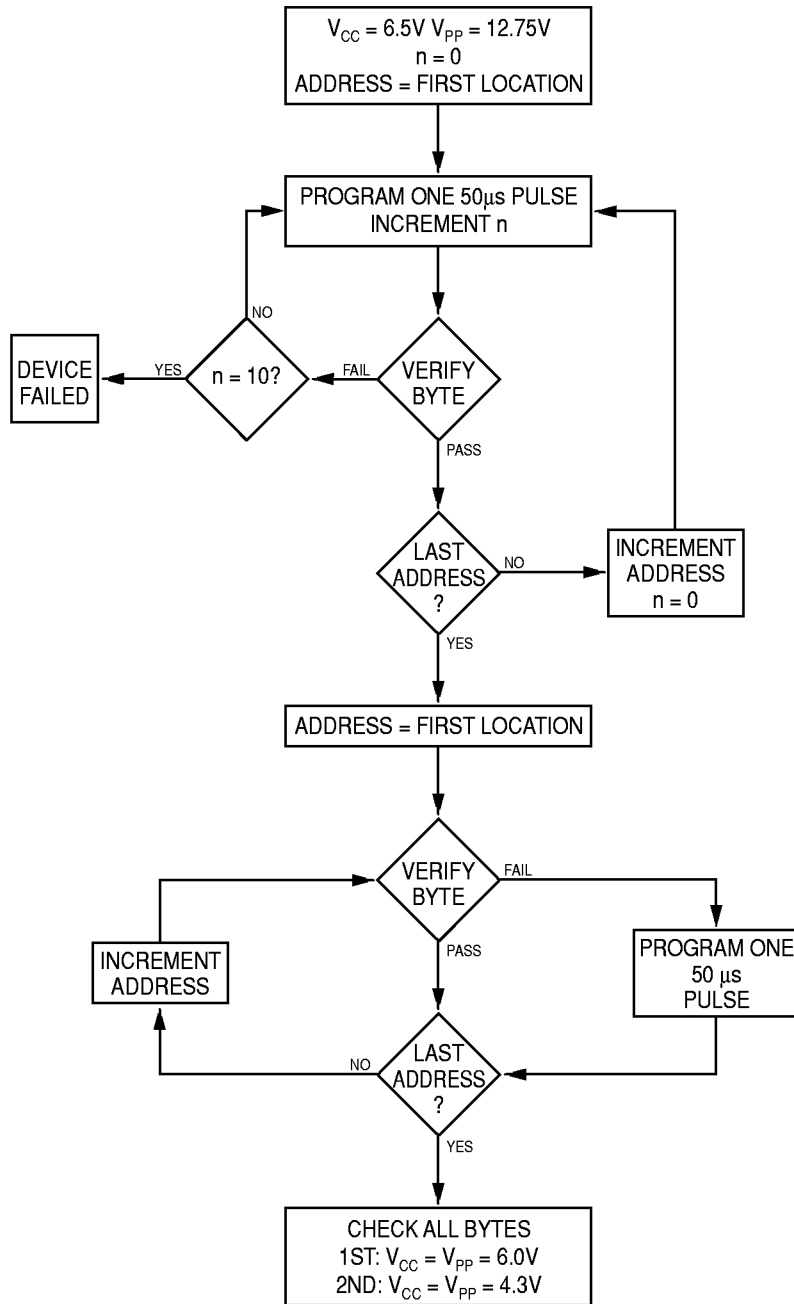 VCC = 6.5V VPP = 12.75V
n = 0
ADDRESS = FIRST LOCATION
PROGRAM ONE 50μs PULSE
INCREMENT n
NO
DEVICE
FAILED
YES
n = 10?
FAIL
VERIFY
BYTE
PASS
LAST
ADDRESS
?
NO
INCREMENT
ADDRESS
n = 0
YES
ADDRESS = FIRST LOCATION
VERIFY
BYTE
FAIL
PASS
INCREMENT
ADDRESS
PROGRAM ONE
50 μs
PULSE
NO
LAST
ADDRESS
?
YES
CHECK ALL BYTES
1ST: VCC = VPP = 6.0V
2ND: VCC = VPP = 4.3V